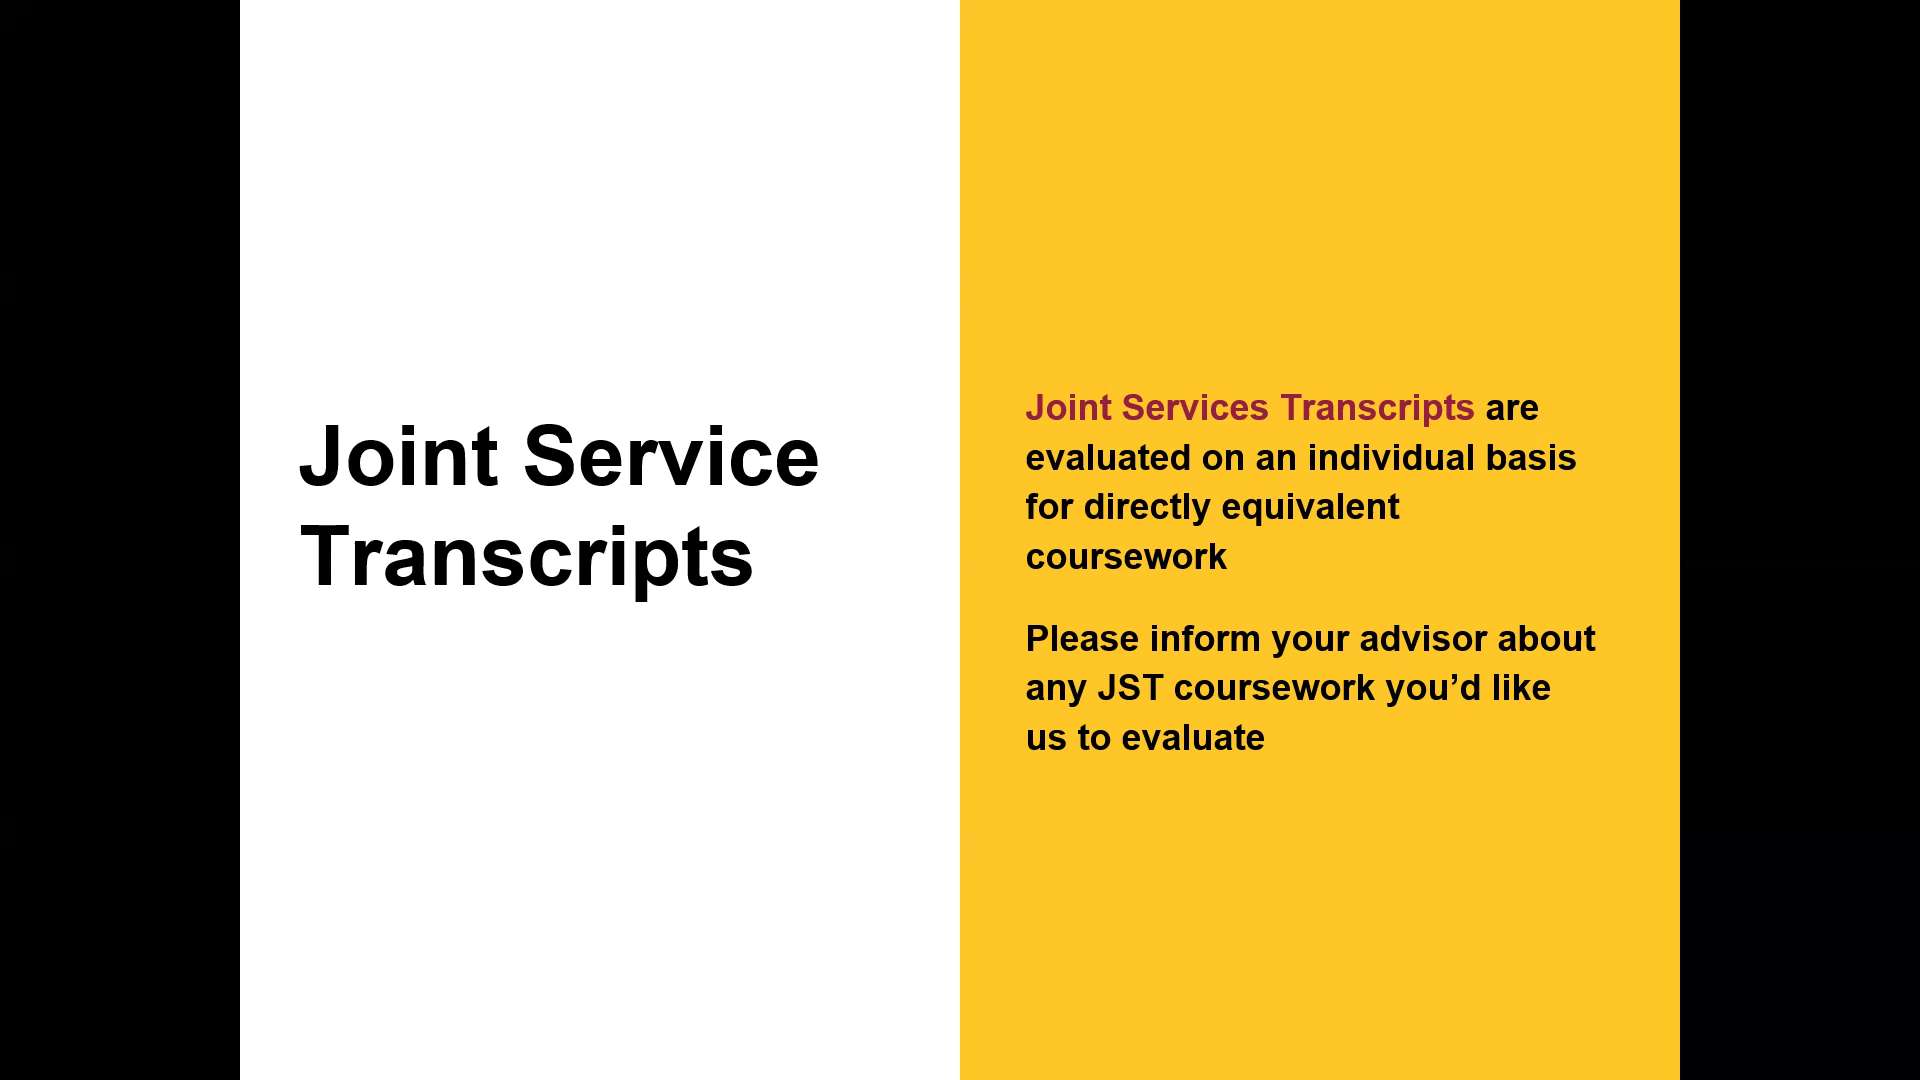 Joint Service
Transcripts
Joint Services Transcripts are
evaluated on an individual basis
for directly equivalent
coursework
Please inform your advisor about
any JST coursework you’d like
us to evaluate